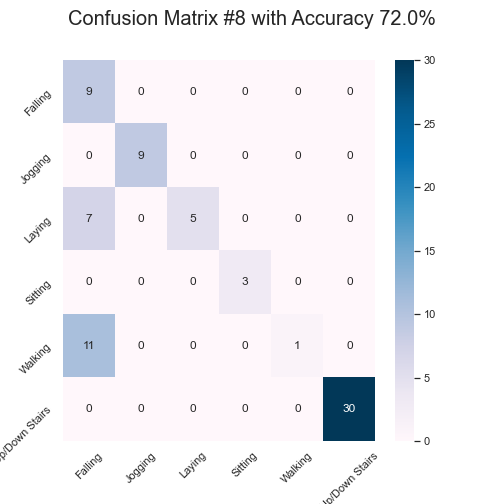 Confusion Matrix #8 with Accuracy 72.0%
Falling 9 0 0 0 0 0
Jogging 0 9 0 0 0 0
Laying 7 0 5 0 0 0
Sitting 0 0 0 3 0 0
Walking 11 0 0 0 1 0
p/Down Stairs 0 0 0 0 0 30
Falling Jogging Laying Sitting Walking p/Down Stairs
30
25
20
15
10
5
0